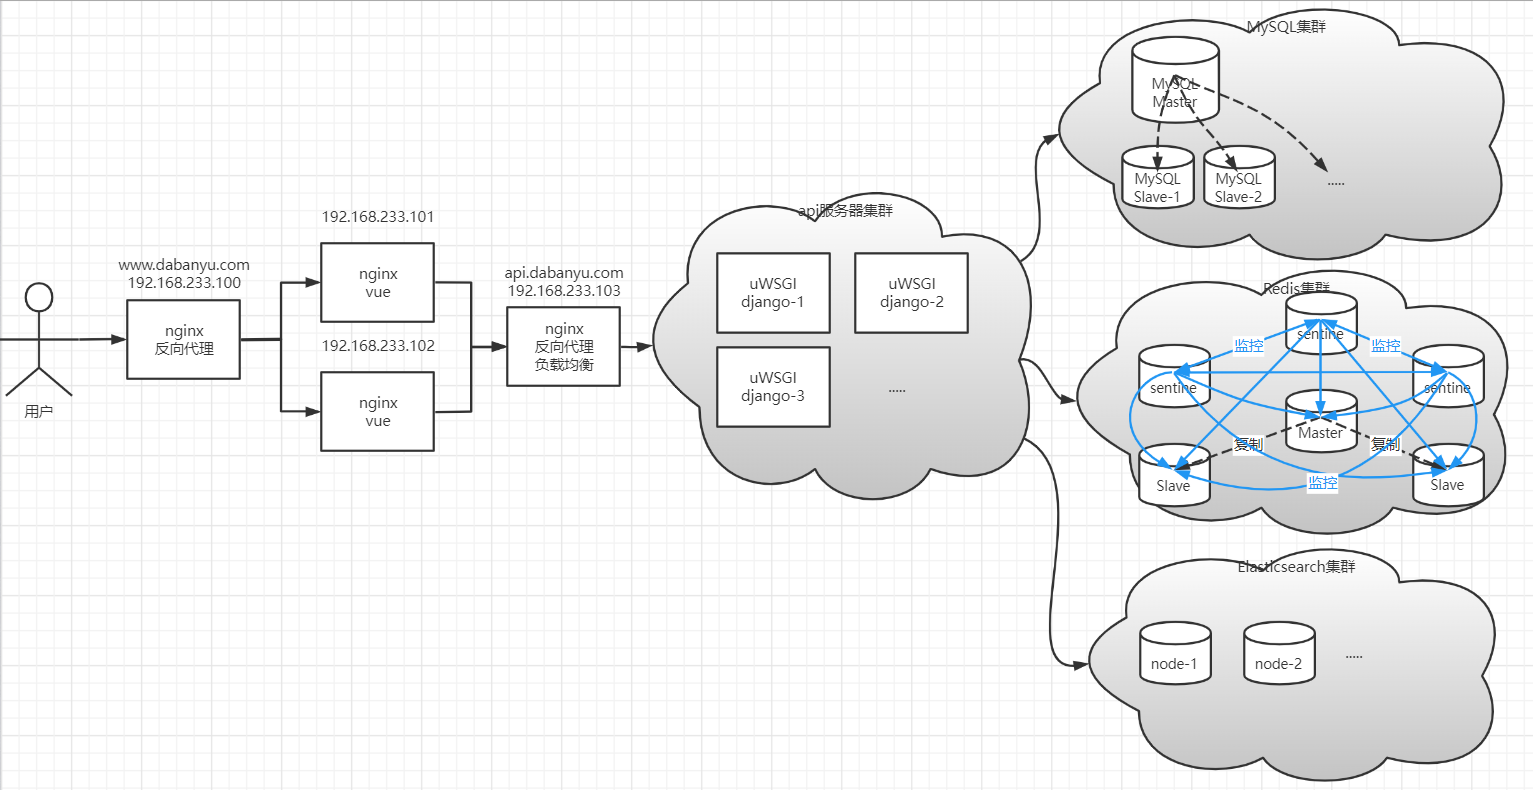 用户
www.dabanyu.com
192.168.233.100
nginx
反向代理
192.168.233.101
nginx
vue
192.168.233.102
nginx
vue
api.dabanyu.com
192.168.233.103
nginx
反向代理
负载均衡
api服务器集群
uWSGI
django-1
uWSGI
django-2
uWSGI
django-3
.....
MySQL集群
MySQL
Master
MySQL
Slave-1
MySQL
Slave-2
.....
Redis集群
sentine
监控
监控
sentine
sentine
Master
复制
复制
Slave
监控
Slave
Elasticsearch集群
node-1
node-2
.....